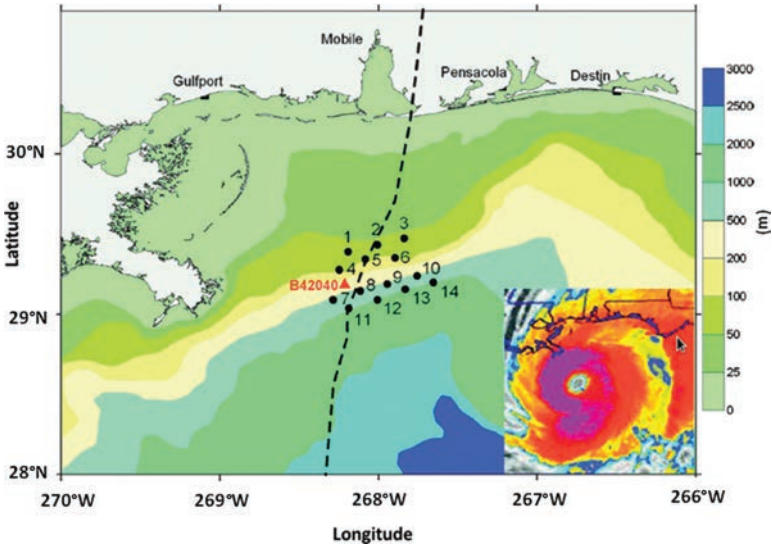 Mobile
Gulfport
Pensacola
Destin
30°N
29°N
28°N
Latitude
1
2
3
4
5
6
B42040
7
8
9
10
11
12
13
14
270°W
269°W
268°W
267°W
266°W
Longitude
3000
2500
2000
1000
500
200
100
50
25
0
(m)